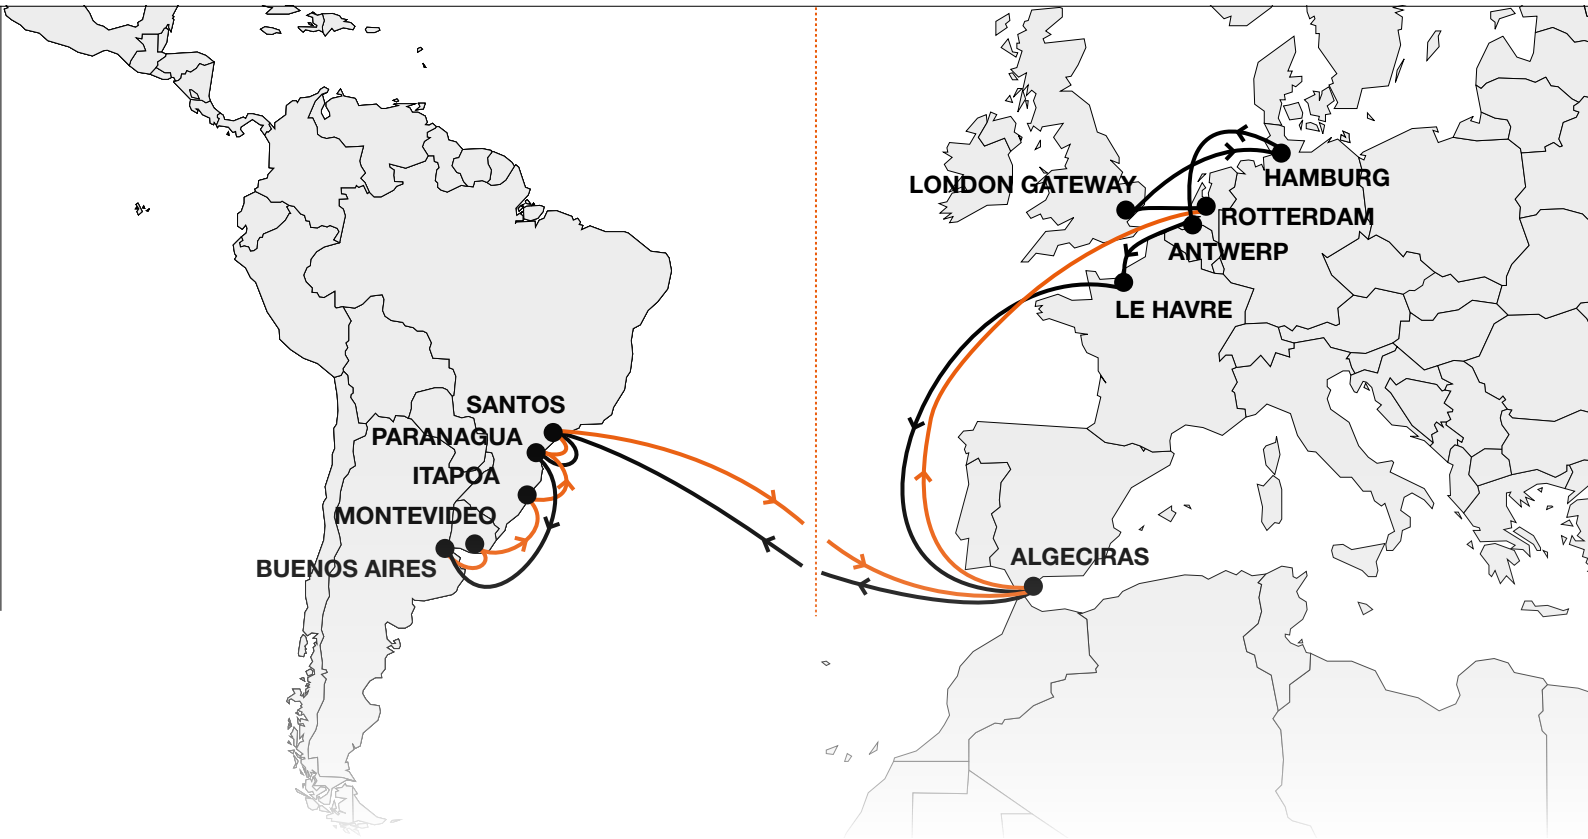 SANTOS
PARANAGUA
ITAPOA
MONTEVIDEO
BUENOS AIRES
LONDON GATEWAY
HAMBURG
ROTTERDAM
ANTWERP
LE HAVRE
ALGECIRAS